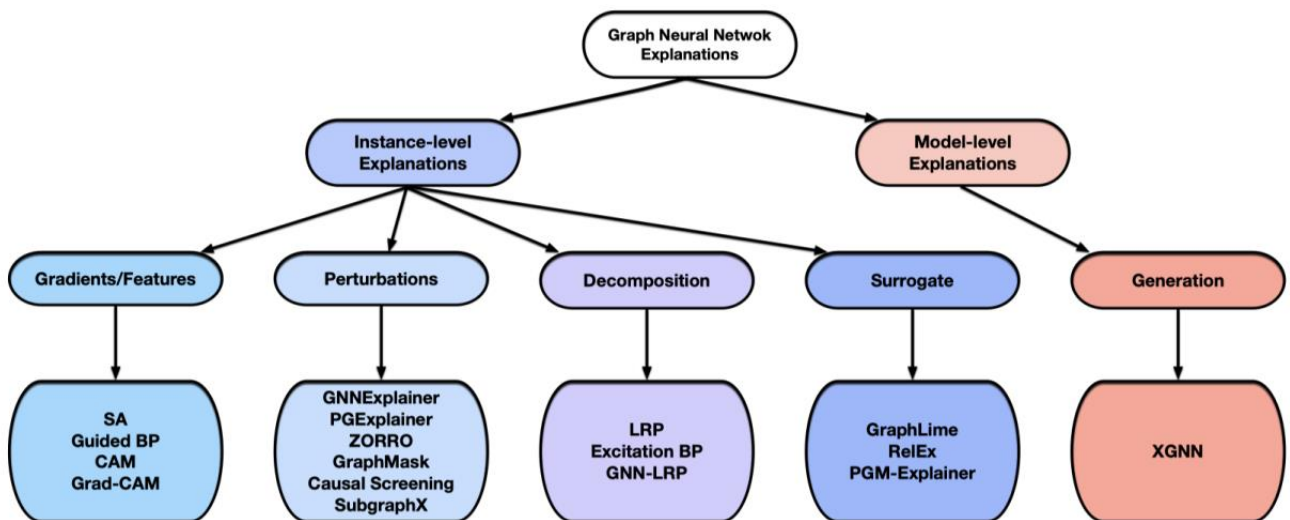 Graph Neural Netwok
Explanations
Instance-level
Explanations
Model-level
Explanations
Gradients/Features
Perturbations
Decomposition
Surrogate
Generation
SA
Guided BP
CAM
Grad-CAM
GNNExplainer
PGExplainer
ZORRO
GraphMask
Causal Screening
SubgraphX
LRP
Excitation BP
GNN-LRP
GraphLime
RelEx
PGM-Explainer
XGNN